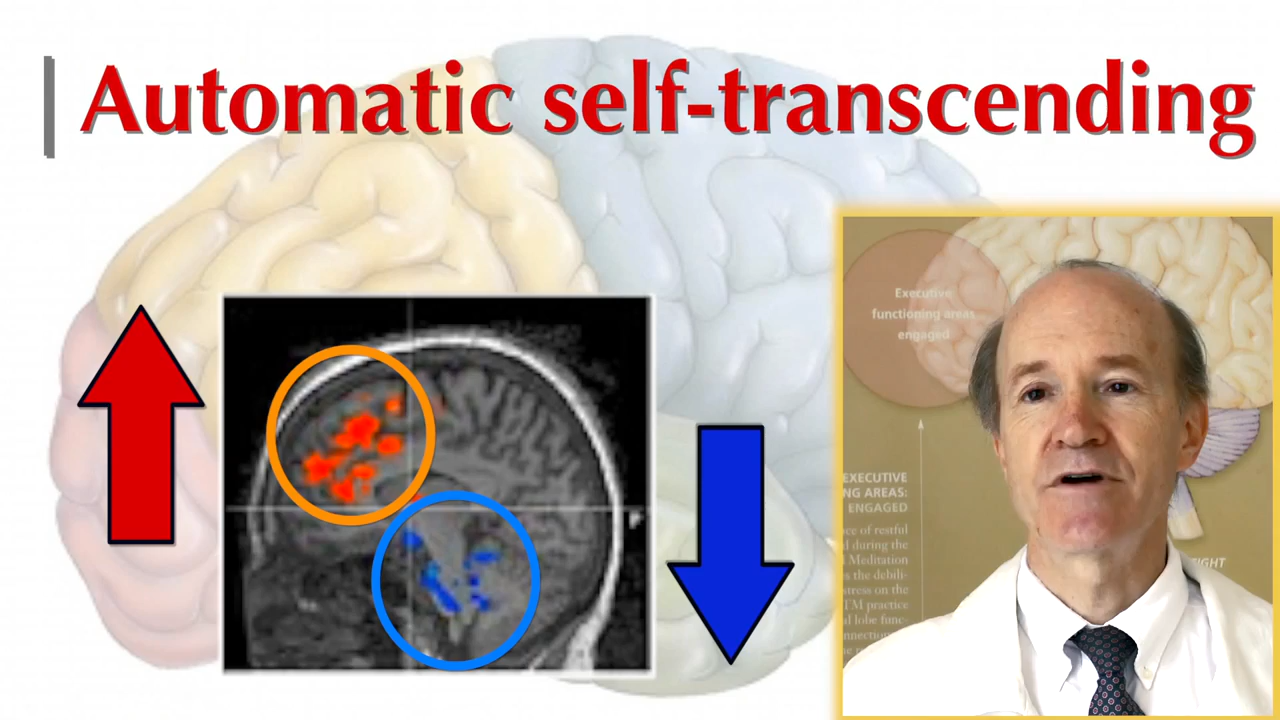 Automatic self-transcending
Executive
functioning areas
engaged
EXECUTIVE
NG AREAS:
ENGAGED
ce of restful
d during the
Meditation
s the debili-
stress on the
TM practice
al lobe func-
nnection
IGHT